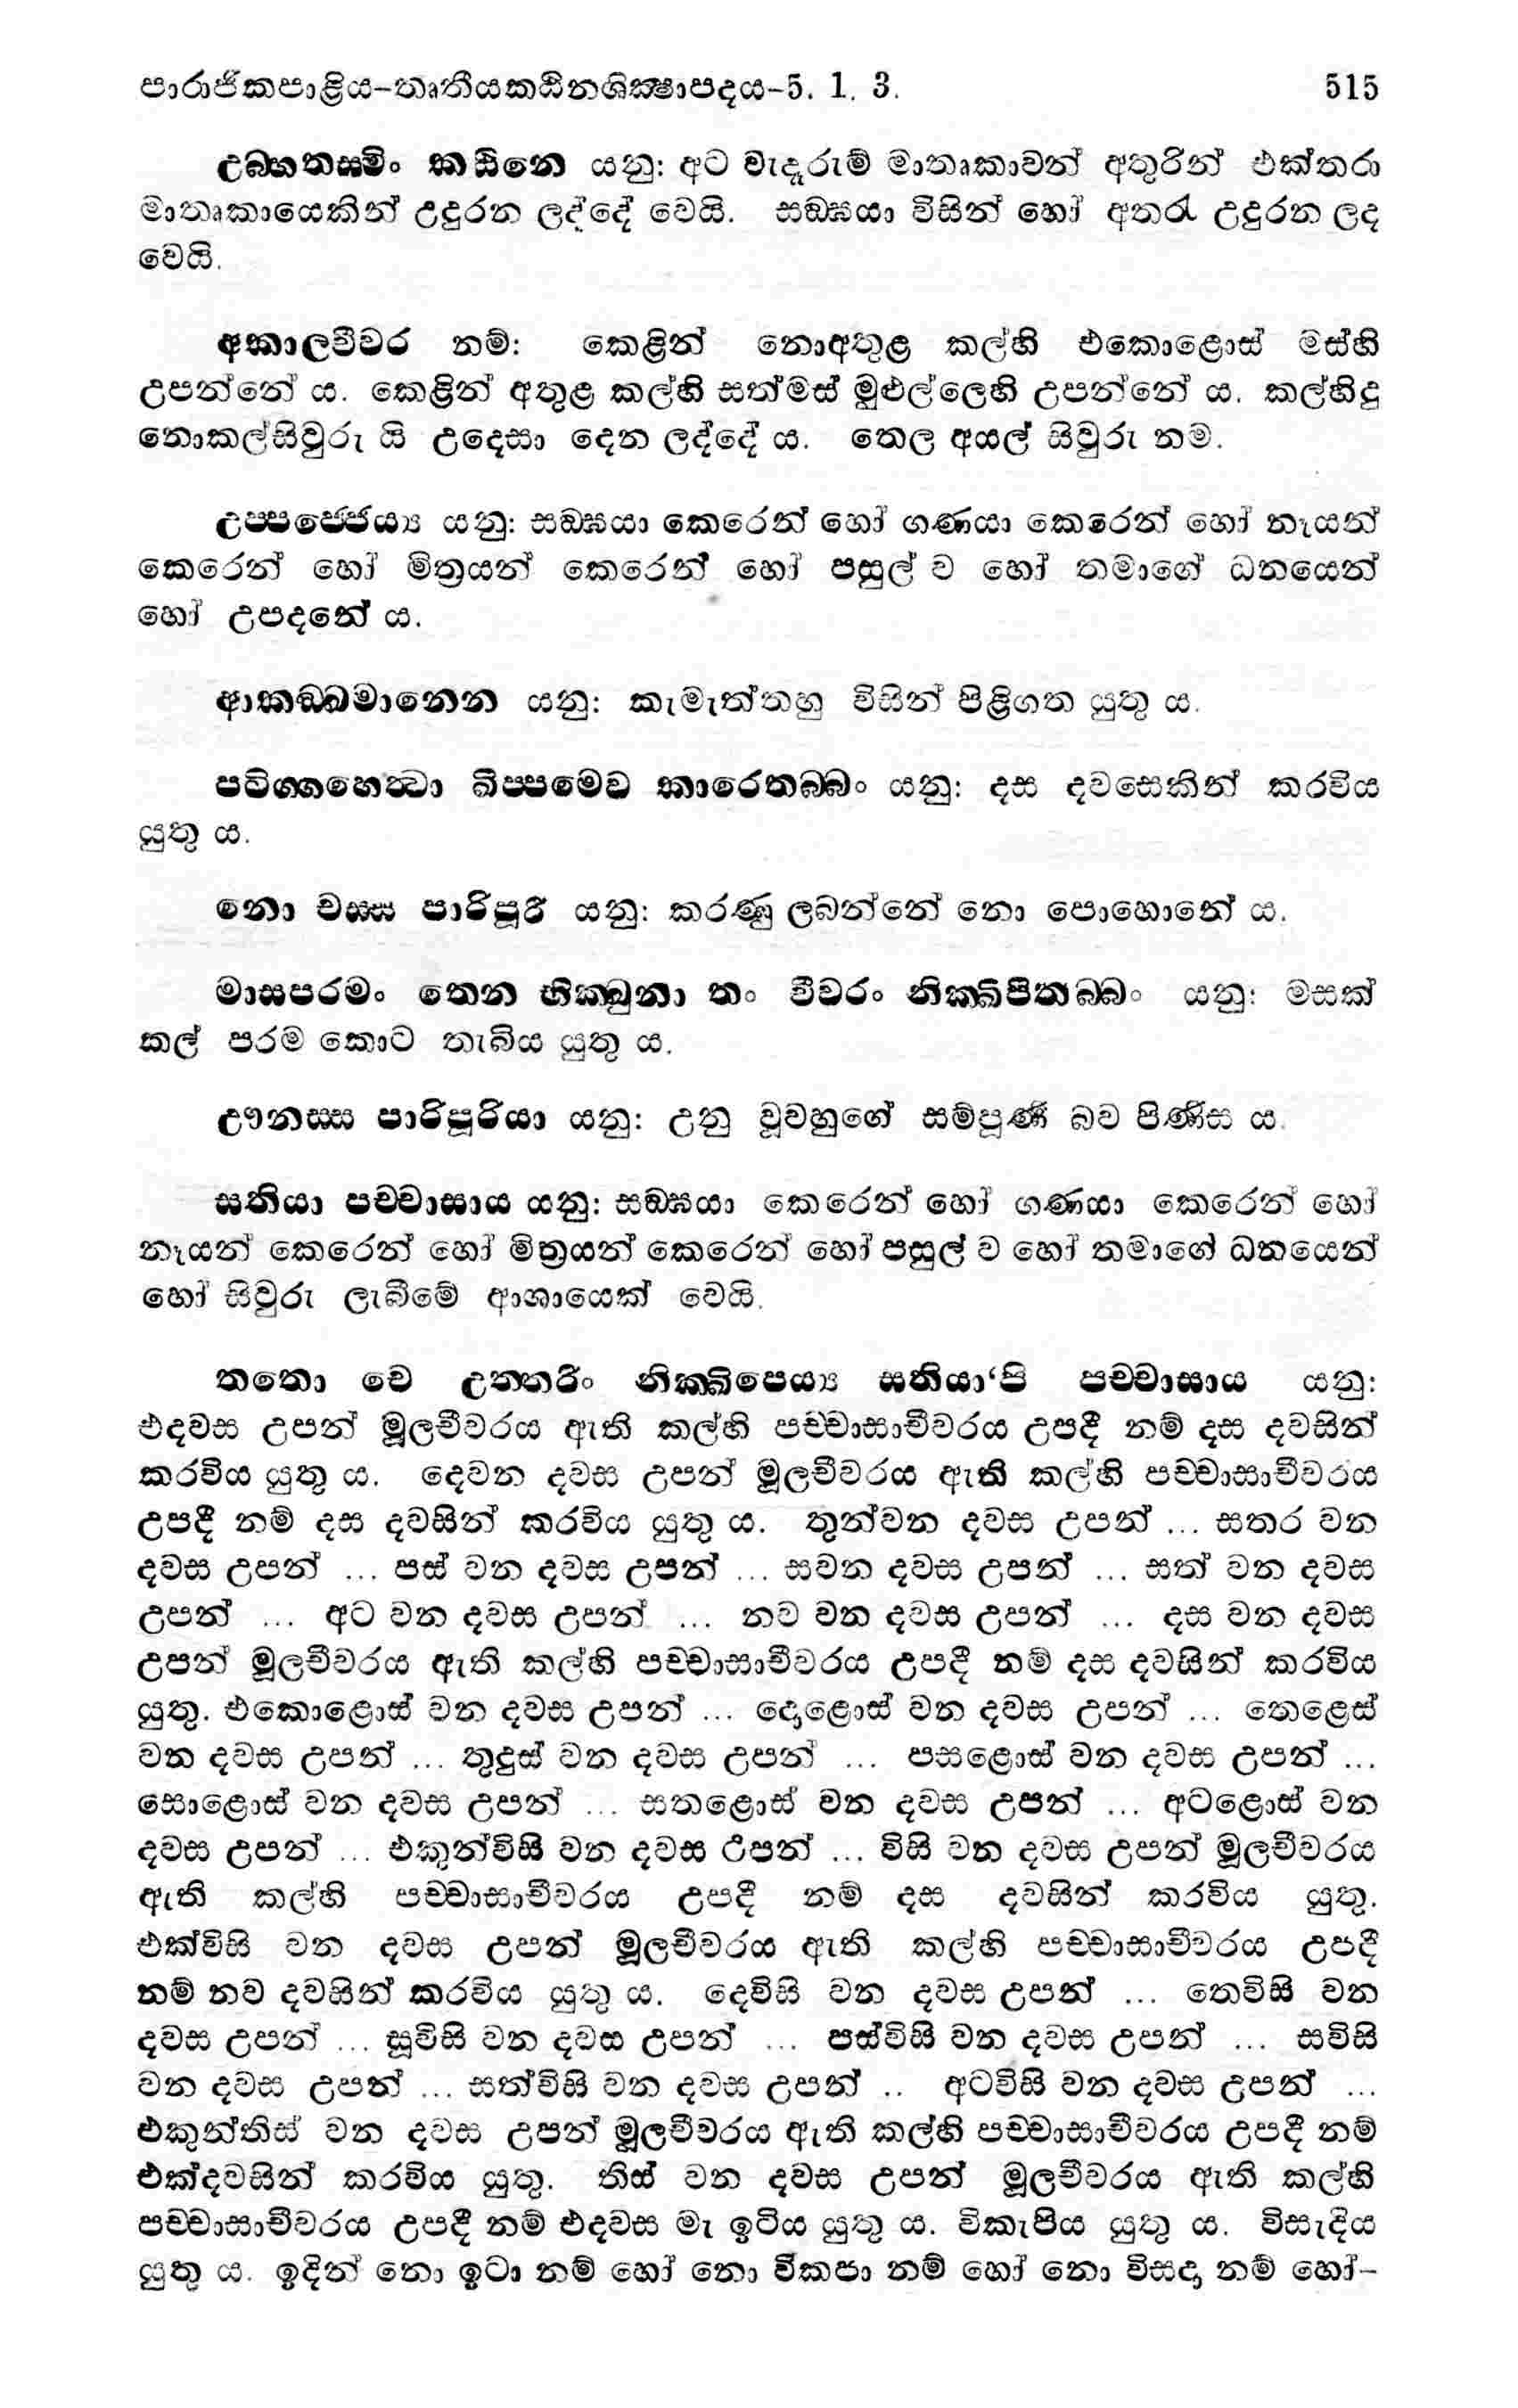 පාරාජිකපාළිය–තෘතීයකඨිනශික්ෂාපදය–5. 1. 3. 515
උබ්භතස්මිං කඨිනෙ යනු: අට වැදෑරුම් මාතෘකාවන් අතුරින් එක්තරා
මාතෘකායෙකින් උදුරන ලද්දේ වෙයි. සඞ්ඝයා විසින් හෝ අතරැ උදුරන ලද
වෙයි.
අකාලචීවර නම්: කෙළින් නොඅතුළ කල්හි එකොළොස් මස්හි
උපන්නේ ය. කෙළින් අතුළ කල්හි සත්මස් මුළුල්ලෙහි උපන්නේ ය. කල්හිදු
නොකල්සිවුරු යි උදෙසා දෙන ලද්දේ ය. තෙල අයල් සිවුරු නම.
උප්පජ්ජෙය්‍ය යනු: සඞ්ඝයා කෙරෙන් හෝ ගණයා කෙරෙන් හෝ නෑයන්
කෙරෙන් හෝ මිත්‍රයන් කෙරෙන් හෝ පසුල් ව හෝ තමාගේ ධනයෙන්
හෝ උපදනේ ය.
ආකඞ්ඛමානෙන යනු: කැමැත්තහු විසින් පිළිගත යුතු ය.
පටිග්ගහෙත්‍වා ඛිප්පමෙව කාරෙතබ්බං යනු: දස දවසෙකින් කරවිය
යුතු ය.
නො චස්ස පාරිපූරි යනු: කරණු ලබන්නේ නො පොහොනේ ය.
මාසපරමං තෙන භික්ඛුනා තං චීවරං නික්ඛිපිතබ්බං යනු: මසක්
කල් පරම කොට තැබිය යුතු ය.
ඌනස්ස පාරිපූරියා යනු: උනු වූවහුගේ සම්පූර්ණ බව පිණිස ය.
සතියා පච්චාසාය යනු: සඞ්ඝයා කෙරෙන් හෝ ගණයා කෙරෙන් හෝ
නෑයන් කෙරෙන් හෝ මිත්‍රයන් කෙරෙන් හෝ පසුල් ව හෝ තමාගේ ධනයෙන්
හෝ සිවුරු ලැබීමේ ආශායෙක් වෙයි.
තතො චෙ උත්තරිං නික්ඛිපෙය්‍ය සතියා‘පි පච්චාසාය යනු:
එදවස උපන් මූලචීවරය ඇති කල්හි පච්චාසාචීවරය උපදී නම් දස දවසින්
කරවිය යුතු ය. දෙවන දවස උපන් මූලචීවරය ඇති කල්හි පච්චාසාචීවරය
උපදී නම් දස දවසින් කරවිය යුතු ය. තුන්වන දවස උපන් ... සතර වන
දවස උපන් ... පස් වන දවස උපන් ... සවන දවස උපන් ... සත් වන දවස
උපන් ... අට වන දවස උපන් ... නව වන දවස උපන් ... දස වන දවස
උපන් මූලචීවරය ඇති කල්හි පච්චාසාචීවරය උපදී නම් දස දවසින් කරවිය
යුතු. එකොළොස් වන දවස උපන් ... දොළොස් වන දවස උපන් ... තෙළෙස්
වන දවස උපන් ... තුදුස් වන දවස උපන් ... පසළොස් වන දවස උපන් ...
සොළොස් වන දවස උපන් ... සතළොස් වන දවස උපන් ... අටළොස් වන
දවස උපන් ... එකුන්විසි වන දවස උපන් ... විසි වන දවස උපන් මූලචීවරය
ඇති කල්හි පච්චාසාචීවරය උපදී නම් දස දවසින් කරවිය යුතු.
එක්විසි වන දවස උපන් මූලචීවරය ඇති කල්හි පච්චාසාචීවරය උපදී
නම් නව දවසින් කරවිය යුතු ය. දෙවිසි වන දවස උපන් ... තෙවිසි වන
දවස උපන් ... සූවිසි වන දවස උපන් ... පස්විසි වන දවස උපන් ... සවිසි
වන දවස උපන් ... සත්විසි වන දවස උපන් .. අටවිසි වන දවස උපන් ...
එකුන්තිස් වන දවස උපන් මූලචීවරය ඇති කල්හි පච්චාසාචීවරය උපදී නම්
එක්දවසින් කරවිය යුතු. තිස් වන දවස උපන් මූලචීවරය ඇති කල්හි
පච්චාසාචීවරය උපදී නම් එදවස මැ ඉටිය යුතු ය. විකැපිය යුතු ය. විසැදිය
යුතු ය. ඉදින් නො ඉටා නම් හෝ නො විකපා නම් හෝ නො විසදා නම් හෝ–